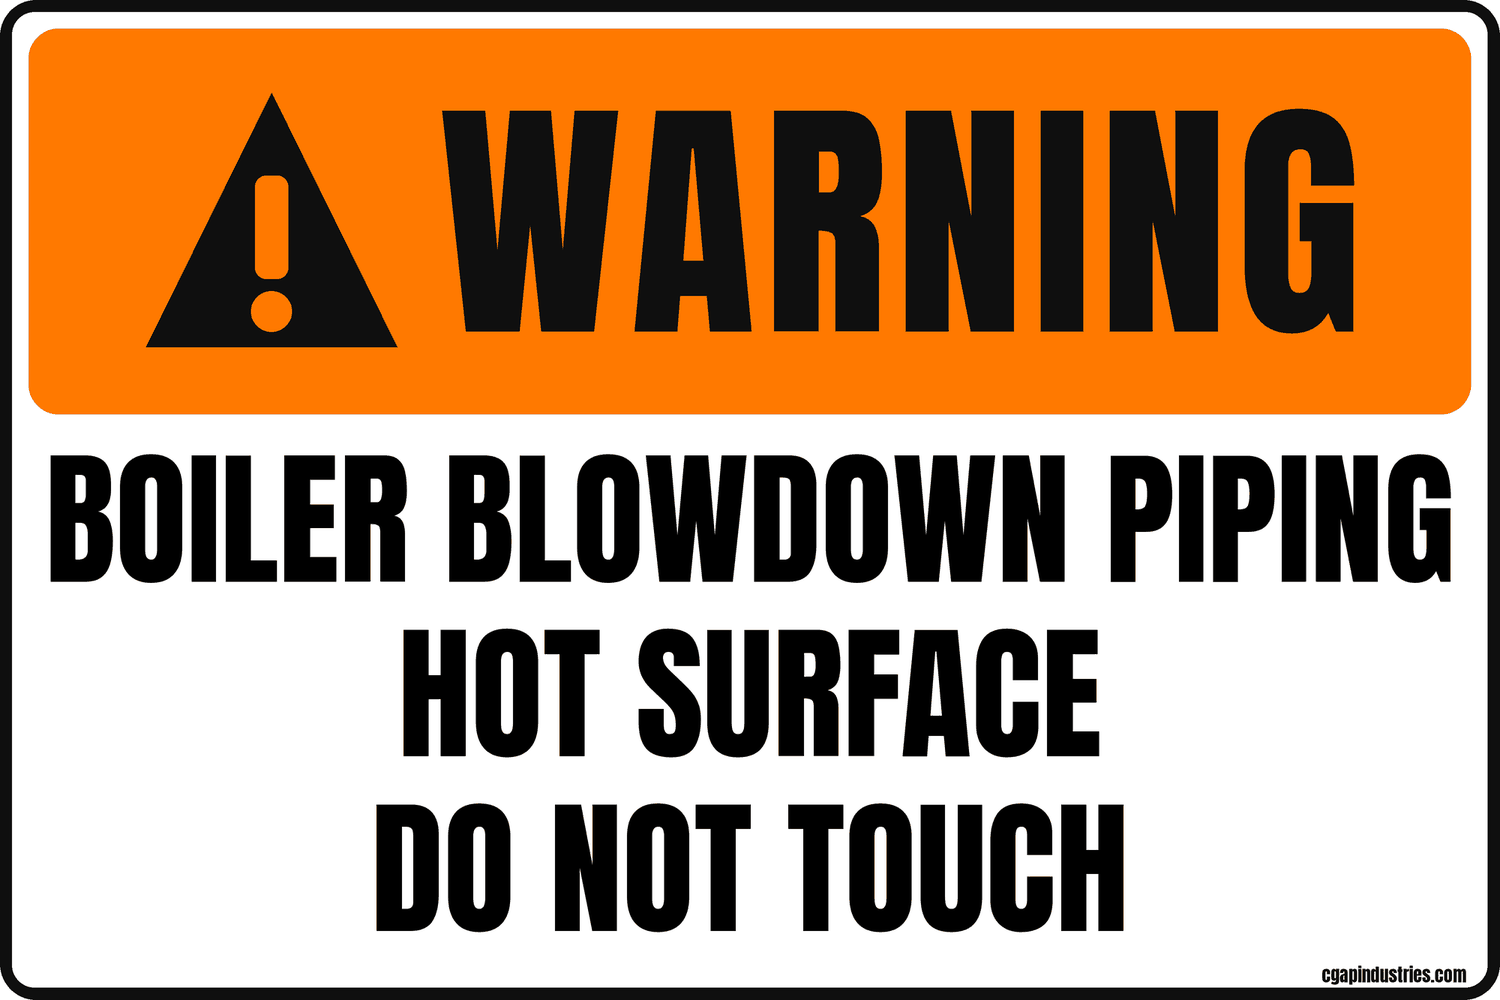 WARNING
BOILER BLOWDOWN PIPING
HOT SURFACE
DO NOT TOUCH
cgapindustries.com